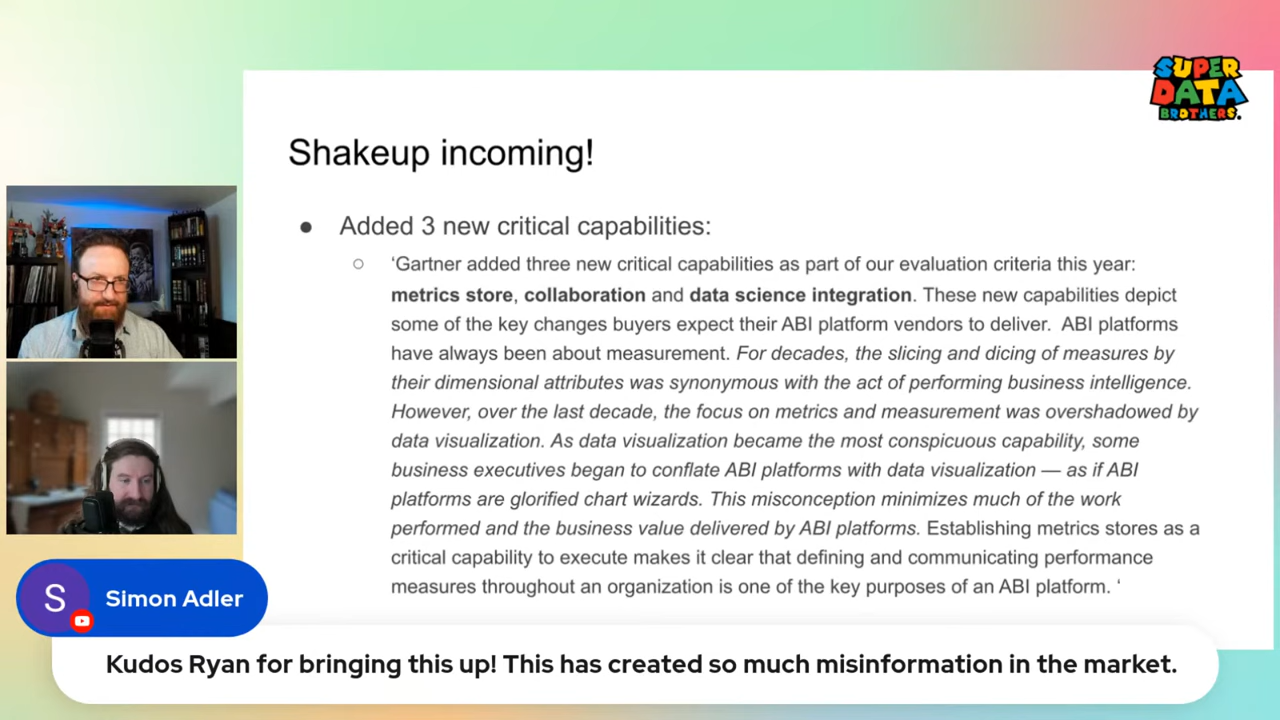 SUPER
DATA
BROTHERS.
Shakeup incoming!
● Added 3 new critical capabilities:
○ ‘Gartner added three new critical capabilities as part of our evaluation criteria this year:
metrics store, collaboration and data science integration. These new capabilities depict
some of the key changes buyers expect their ABI platform vendors to deliver.  ABI platforms
have always been about measurement. For decades, the slicing and dicing of measures by
their dimensional attributes was synonymous with the act of performing business intelligence.
However, over the last decade, the focus on metrics and measurement was overshadowed by
data visualization. As data visualization became the most conspicuous capability, some
business executives began to conflate ABI platforms with data visualization — as if ABI
platforms are glorified chart wizards. This misconception minimizes much of the work
performed and the business value delivered by ABI platforms. Establishing metrics stores as a
critical capability to execute makes it clear that defining and communicating performance
measures throughout an organization is one of the key purposes of an ABI platform. ‘
S
Simon Adler
Kudos Ryan for bringing this up! This has created so much misinformation in the market.